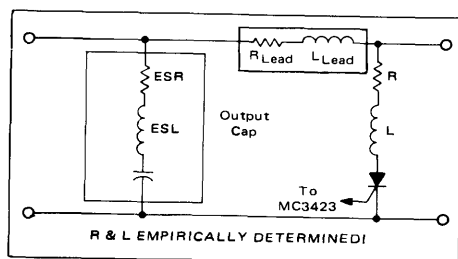 ESR
ESL
Output
Cap
R Lead
L Lead
R
L
To
MC3423
R & L EMPIRICALLY DETERMINED!